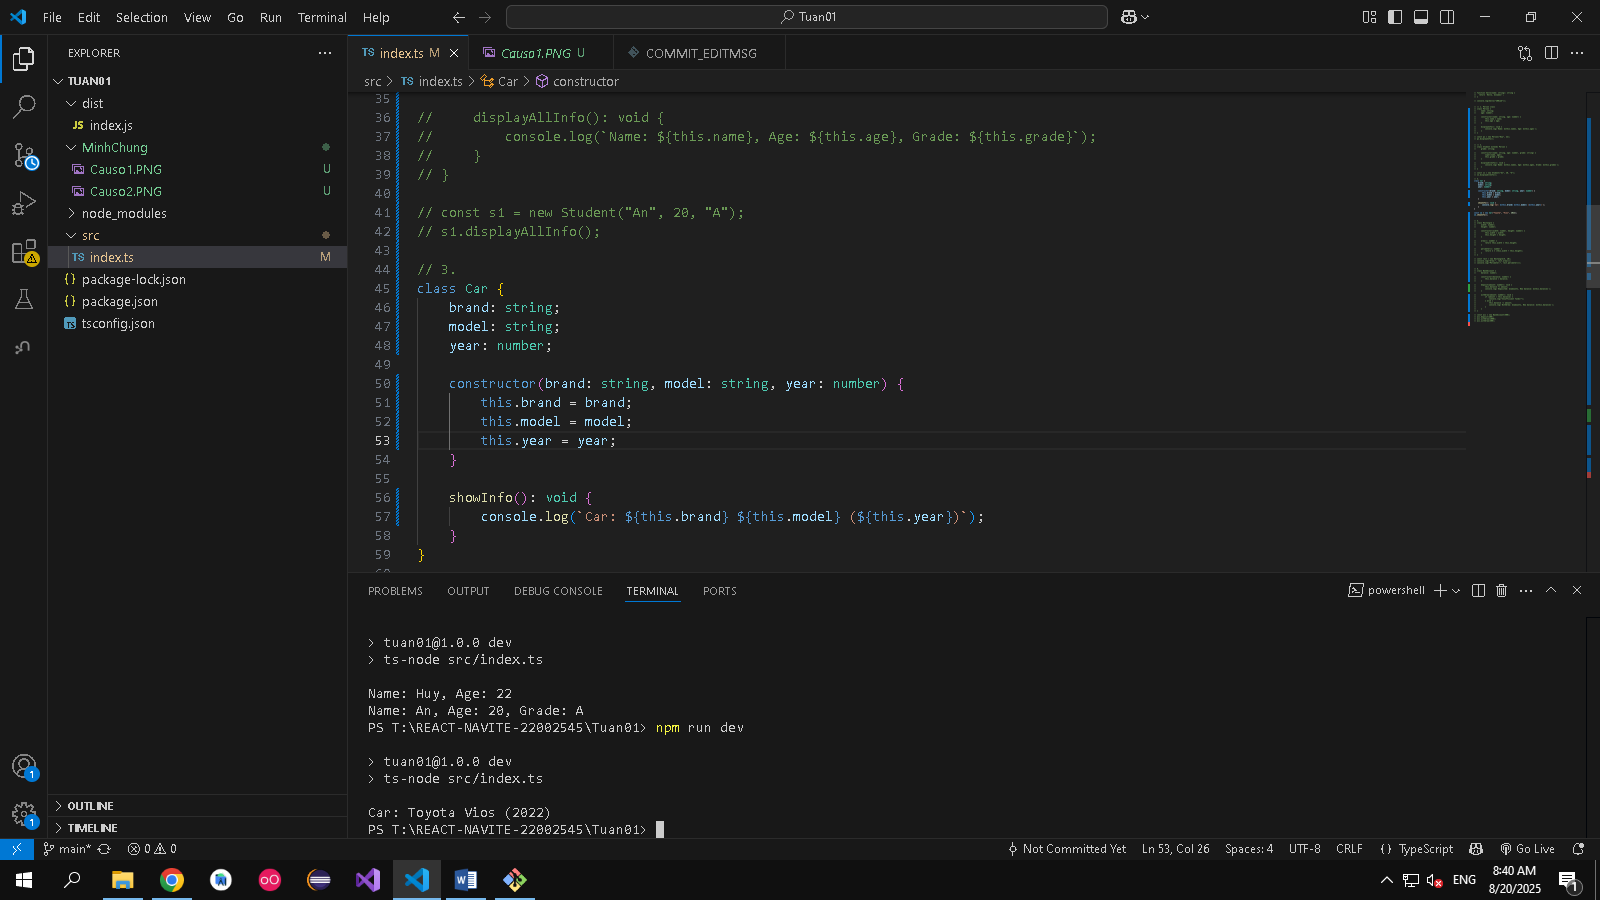 File Edit Selection View Go Run Terminal Help
Tuan01
EXPLORER
TUAN01
dist
JS index.js
MinhChung
Causo1.PNG U
Causo2.PNG U
node_modules
src
TS index.ts M
{} package-lock.json
{} package.json
TS tsconfig.json
OUTLINE
TIMELINE
TS index.ts M
Causo1.PNG U
COMMIT_EDITMSG
src > TS index.ts > Car > constructor
35
36 //     displayAllInfo(): void {
37 //         console.log(`Name: ${this.name}, Age: ${this.age}, Grade: ${this.grade}`);
38 //     }
39 // }
40
41 // const s1 = new Student("An", 20, "A");
42 // s1.displayAllInfo();
43
44 // 3.
45 class Car {
46     brand: string;
47     model: string;
48     year: number;
49
50     constructor(brand: string, model: string, year: number) {
51         this.brand = brand;
52         this.model = model;
53         this.year = year;
54     }
55
56     showInfo(): void {
57         console.log(`Car: ${this.brand} ${this.model} (${this.year})`);
58     }
59 }
PROBLEMS OUTPUT DEBUG CONSOLE TERMINAL PORTS
powershell
> tuan01@1.0.0 dev
> ts-node src/index.ts
Name: Huy, Age: 22
Name: An, Age: 20, Grade: A
PS T:\REACT-NAVITE-22002545\Tuan01> npm run dev
> tuan01@1.0.0 dev
> ts-node src/index.ts
Car: Toyota Vios (2022)
PS T:\REACT-NAVITE-22002545\Tuan01>
main* 0 0 Not Committed Yet Ln 53, Col 26 Spaces: 4 UTF-8 CRLF {} TypeScript Go Live
ENG
8:40 AM
8/20/2025
1